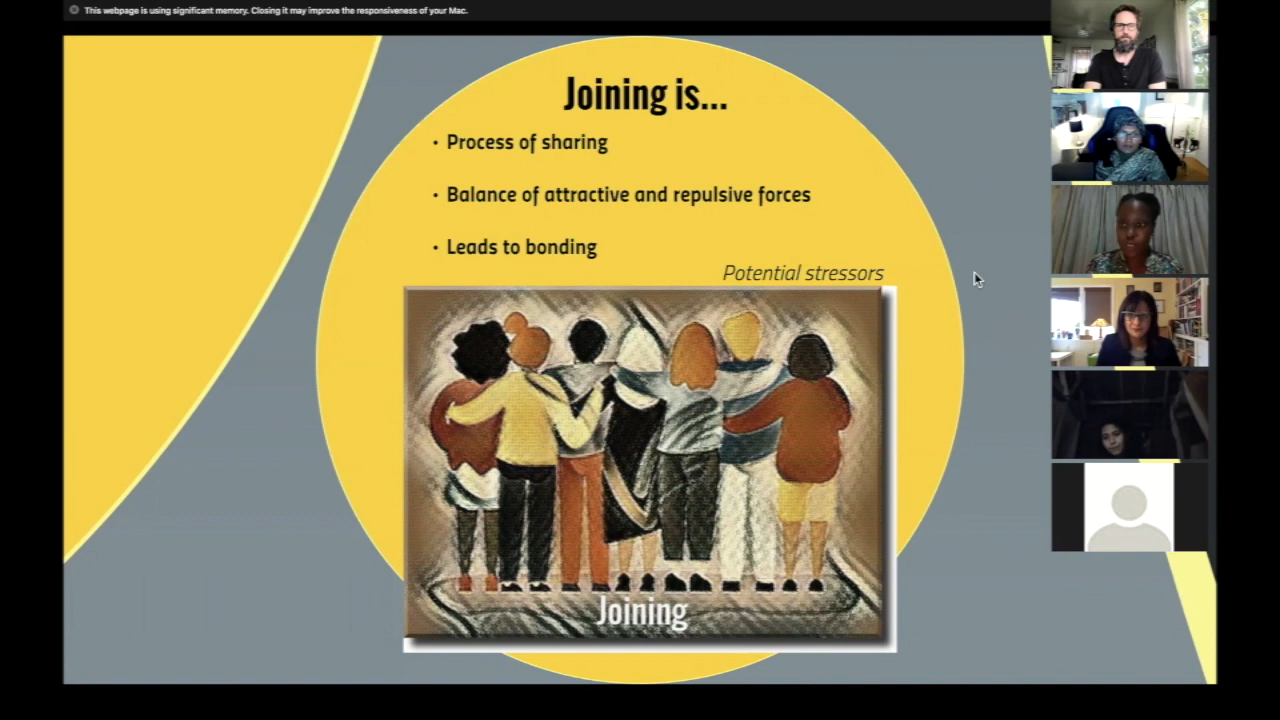 This webpage is using significant memory. Closing it may improve the responsiveness of your Mac.
Joining is...
• Process of sharing
• Balance of attractive and repulsive forces
• Leads to bonding
Potential stressors
Joining